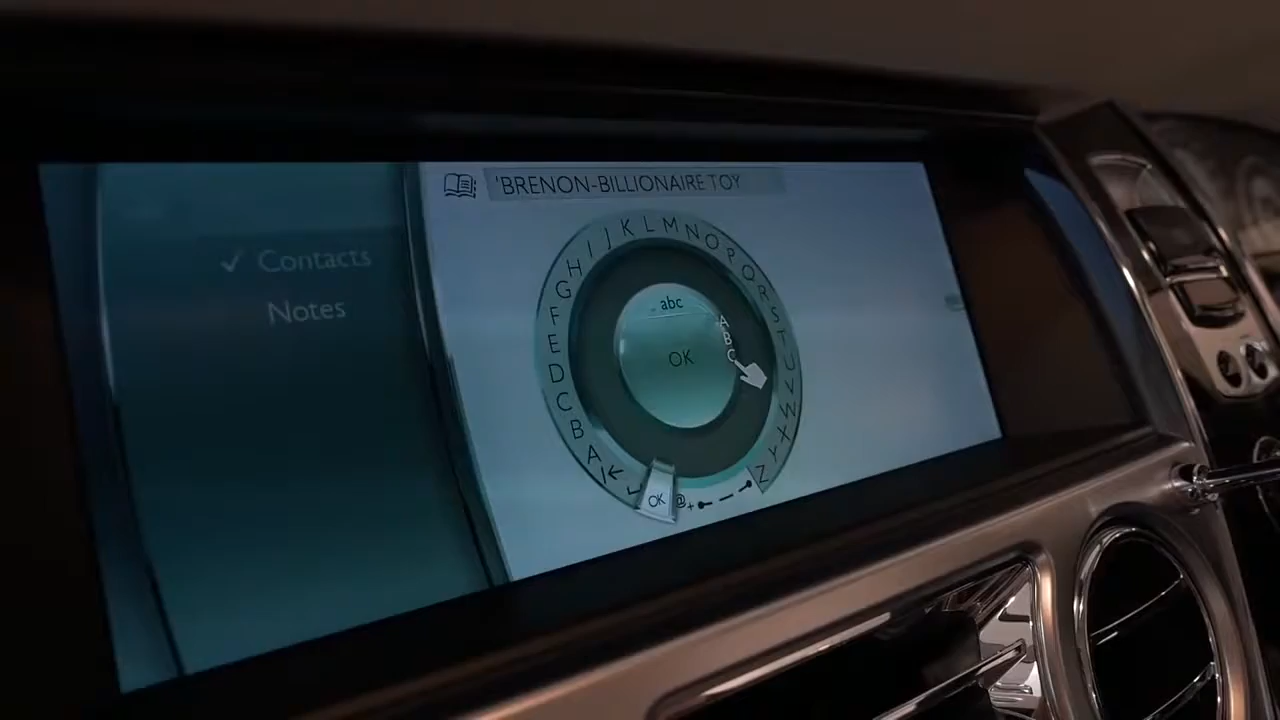 'BRENON-BILLIONAIRE TOY
✓ Contacts
Notes
abc
OK
A B C
A B C D E F G H I J K L M N O P Q R S T U V W X Y Z
OK
@